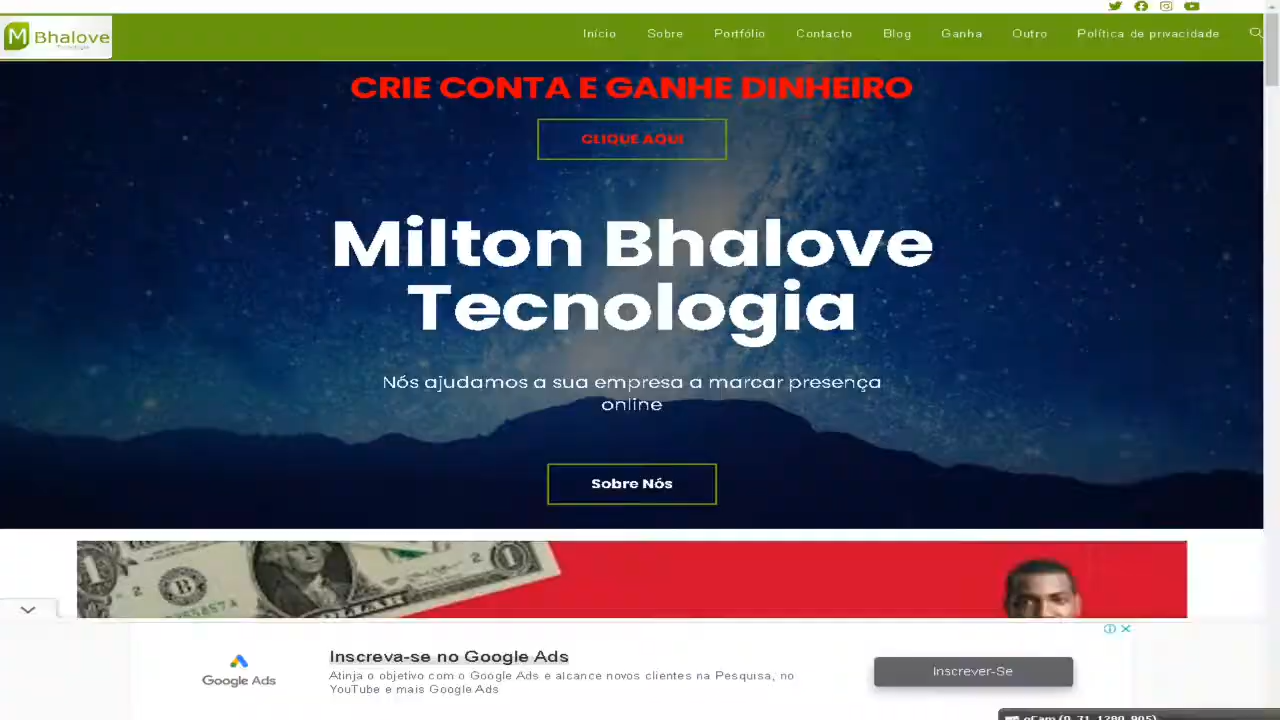 M Bhalove
Tecnologia
Início Sobre Portfólio Contacto Blog Ganha Outro Política de privacidade
CRIE CONTA E GANHE DINHEIRO
CLIQUE AQUI
Milton Bhalove
Tecnologia
Nós ajudamos a sua empresa a marcar presença
online
Sobre Nós
Inscreva-se no Google Ads
Google Ads
Atinja o objetivo com o Google Ads e alcance novos clientes na Pesquisa, no
YouTube e mais Google Ads
Inscrever-Se